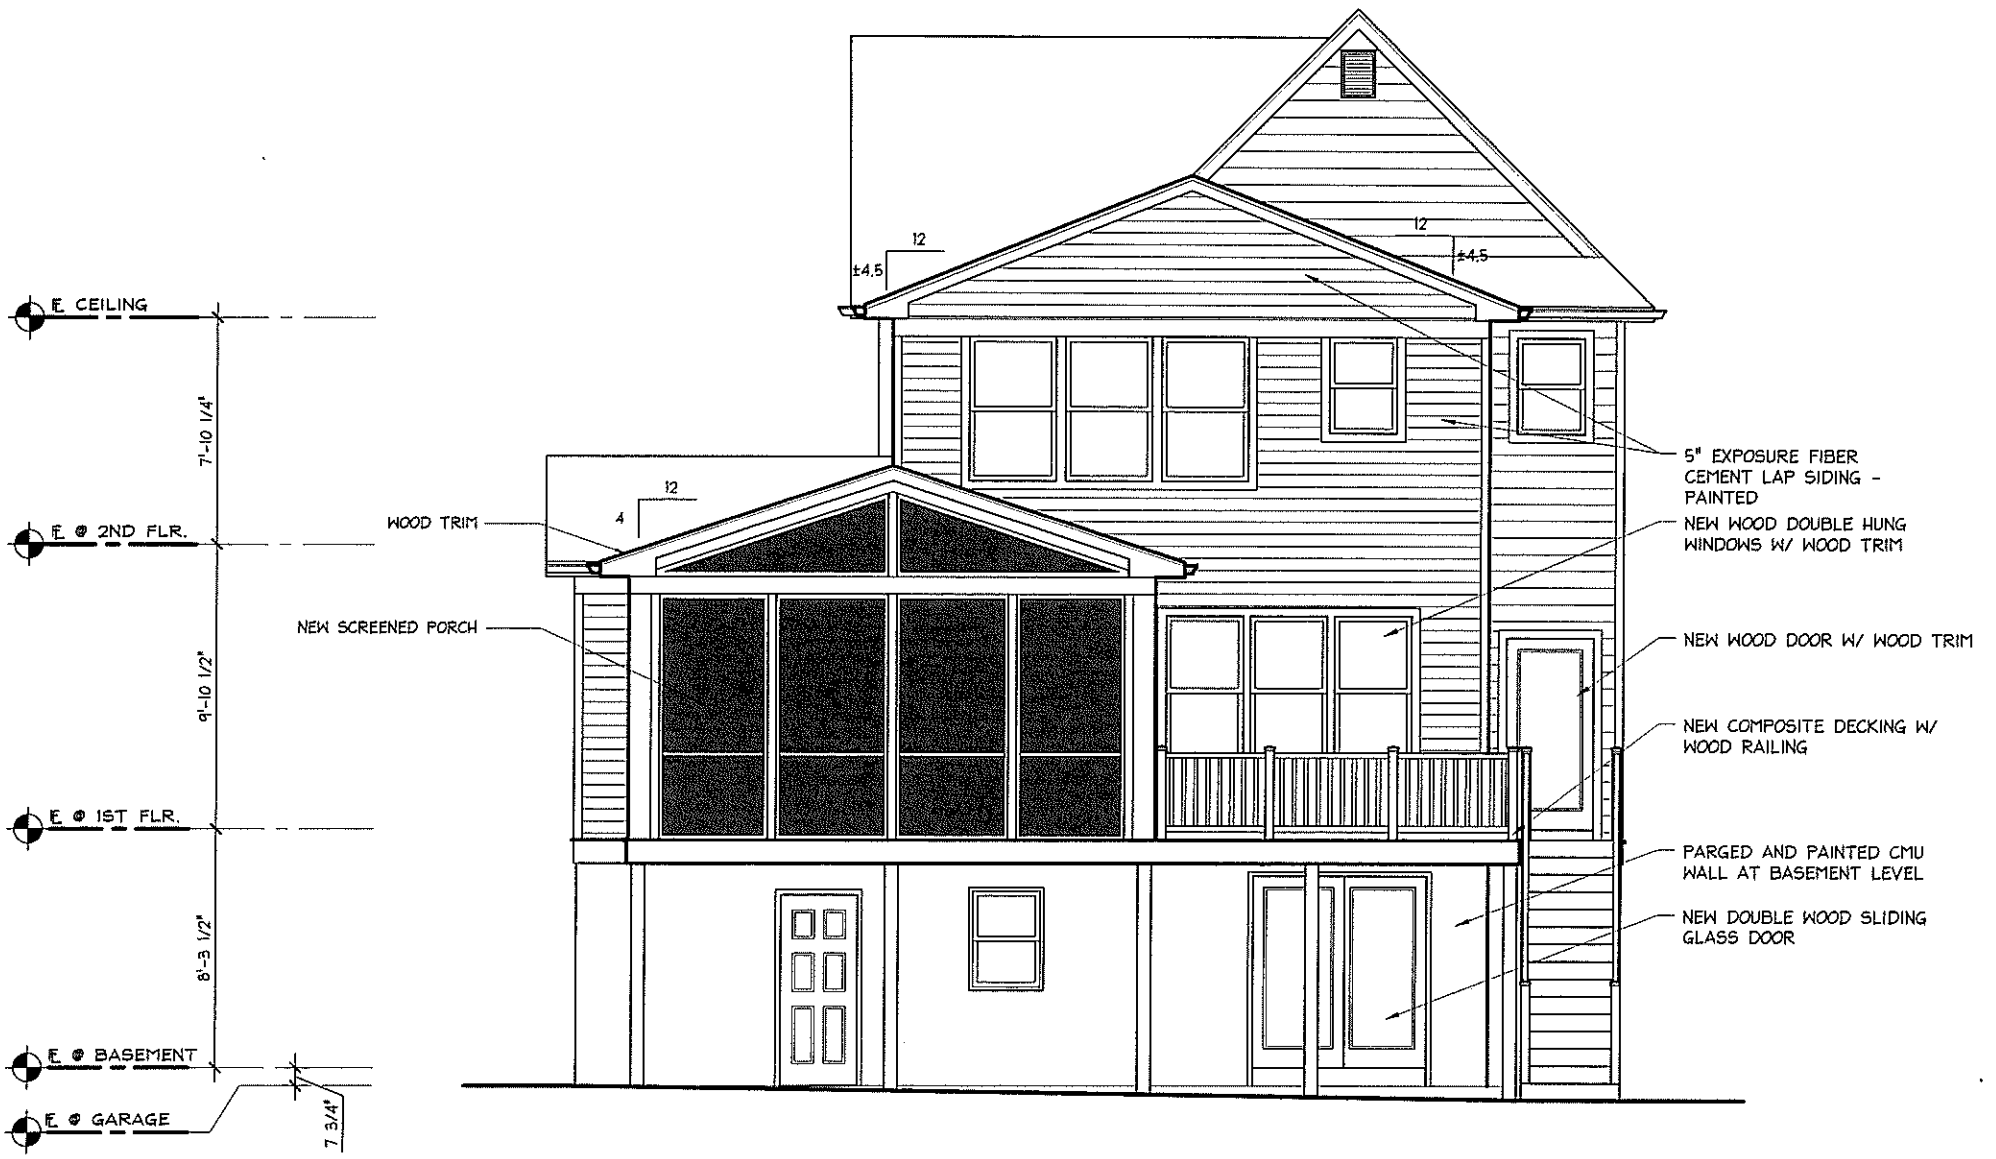 12
±4.5
12
±4.5
E CEILING
7'-10 1/4"
5" EXPOSURE FIBER
CEMENT LAP SIDING -
PAINTED
12
4
WOOD TRIM
E @ 2ND FLR.
NEW WOOD DOUBLE HUNG
WINDOWS W/ WOOD TRIM
NEW SCREENED PORCH
NEW WOOD DOOR W/ WOOD TRIM
9'-10 1/2"
NEW COMPOSITE DECKING W/
WOOD RAILING
E @ 1ST FLR.
PARGED AND PAINTED CMU
WALL AT BASEMENT LEVEL
8'-3 1/2"
NEW DOUBLE WOOD SLIDING
GLASS DOOR
E @ BASEMENT
E @ GARAGE
7 3/4"